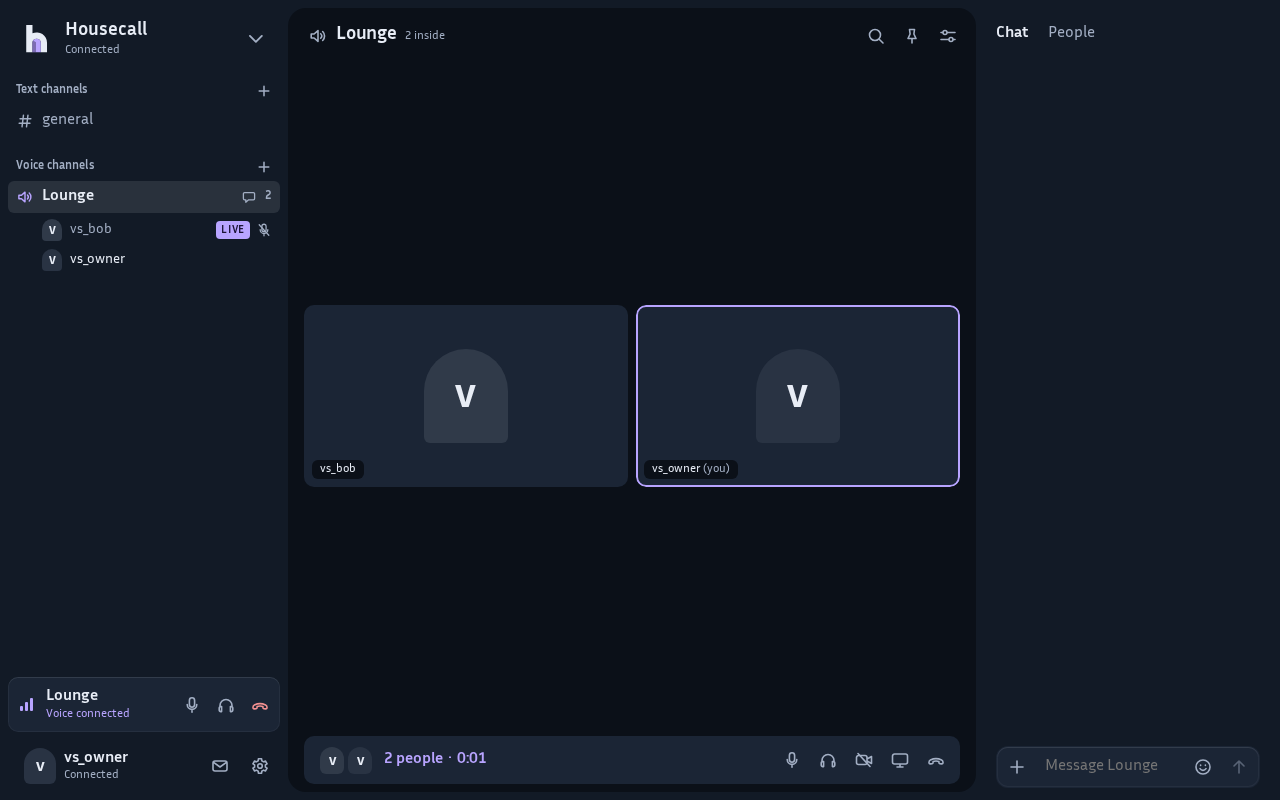 Housecall
Connected
Text channels
general
Voice channels
Lounge
2
V
vs_bob
LIVE
V
vs_owner
Lounge
Voice connected
V
vs_owner
Connected
Lounge
2 inside
V
vs_bob
V
vs_owner (you)
V
V
2 people · 0:01
Chat
People
Message Lounge